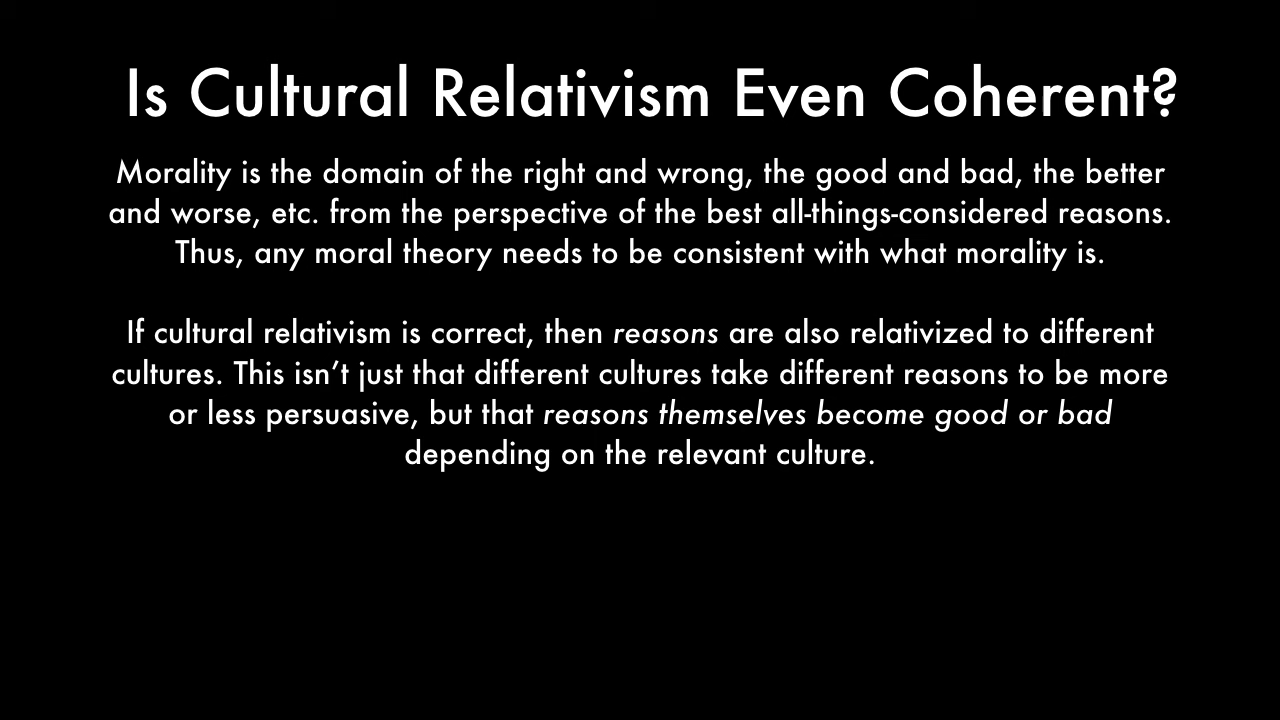 Is Cultural Relativism Even Coherent?
Morality is the domain of the right and wrong, the good and bad, the better
and worse, etc. from the perspective of the best all-things-considered reasons.
Thus, any moral theory needs to be consistent with what morality is.
If cultural relativism is correct, then reasons are also relativized to different
cultures. This isn’t just that different cultures take different reasons to be more
or less persuasive, but that reasons themselves become good or bad
depending on the relevant culture.